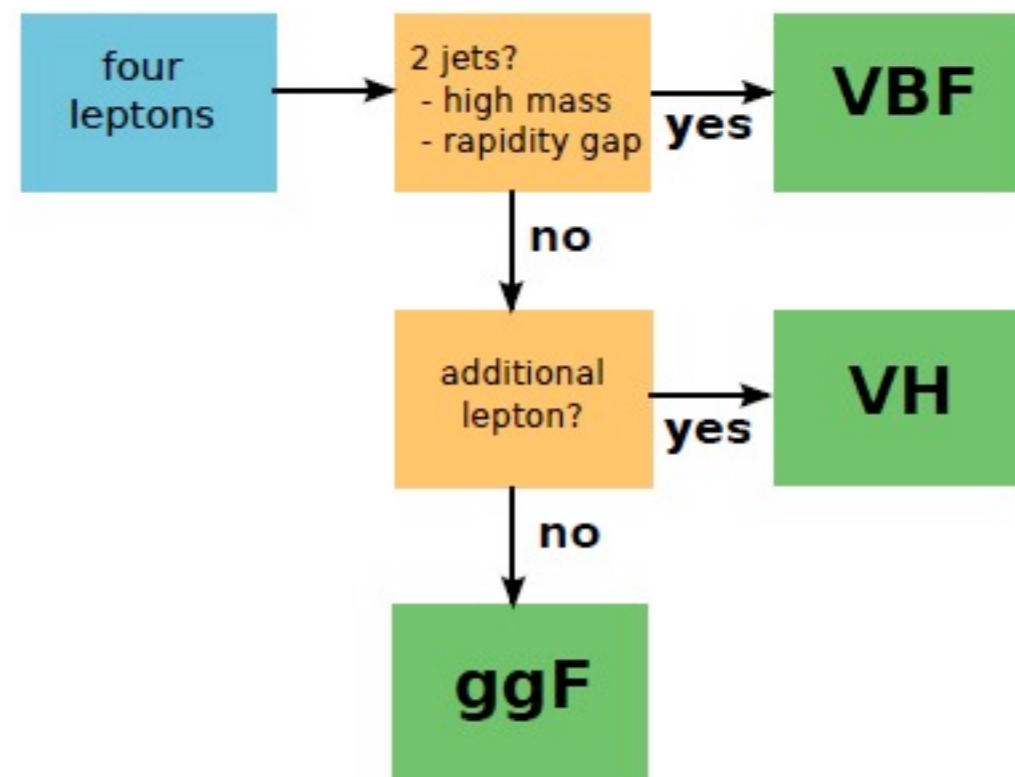 four
leptons
2 jets?
- high mass
- rapidity gap
yes
VBF
no
additional
lepton?
yes
VH
no
ggF